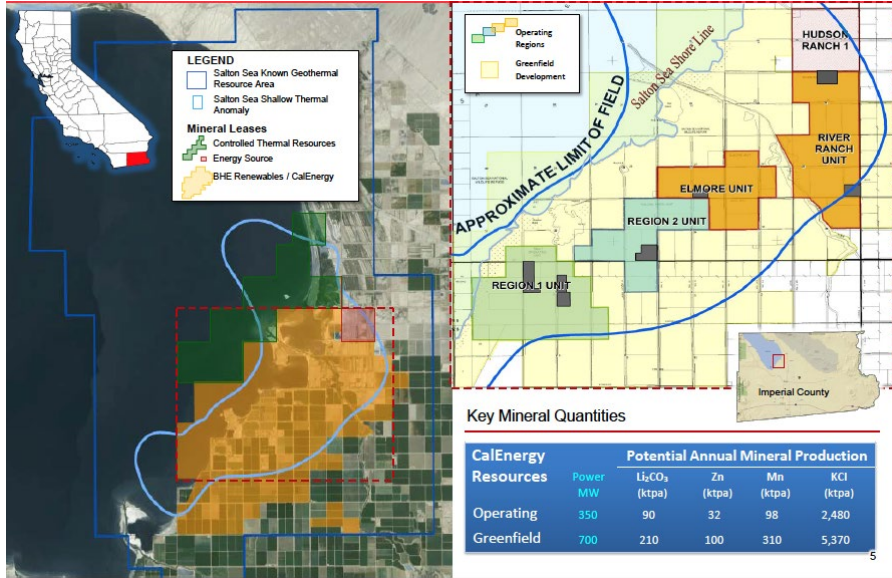 LEGEND
Salton Sea Known Geothermal
Resource Area
Salton Sea Shallow Thermal
Anomaly
Mineral Leases
Controlled Thermal Resources
Energy Source
BHE Renewables / CalEnergy
Operating
Regions
Greenfield
Development
Salton Sea Shore Line
APPROXIMATE LIMIT OF FIELD
HUDSON
RANCH 1
RIVER
RANCH
UNIT
ELMORE UNIT
REGION 2 UNIT
REGION 1 UNIT
Imperial County
Key Mineral Quantities
CalEnergy
Resources
Power
MW
Potential Annual Mineral Production
Li₂CO₃
(ktpa)
Zn
(ktpa)
Mn
(ktpa)
KCl
(ktpa)
Operating 350 90 32 98 2,480
Greenfield 700 210 100 310 5,370
5